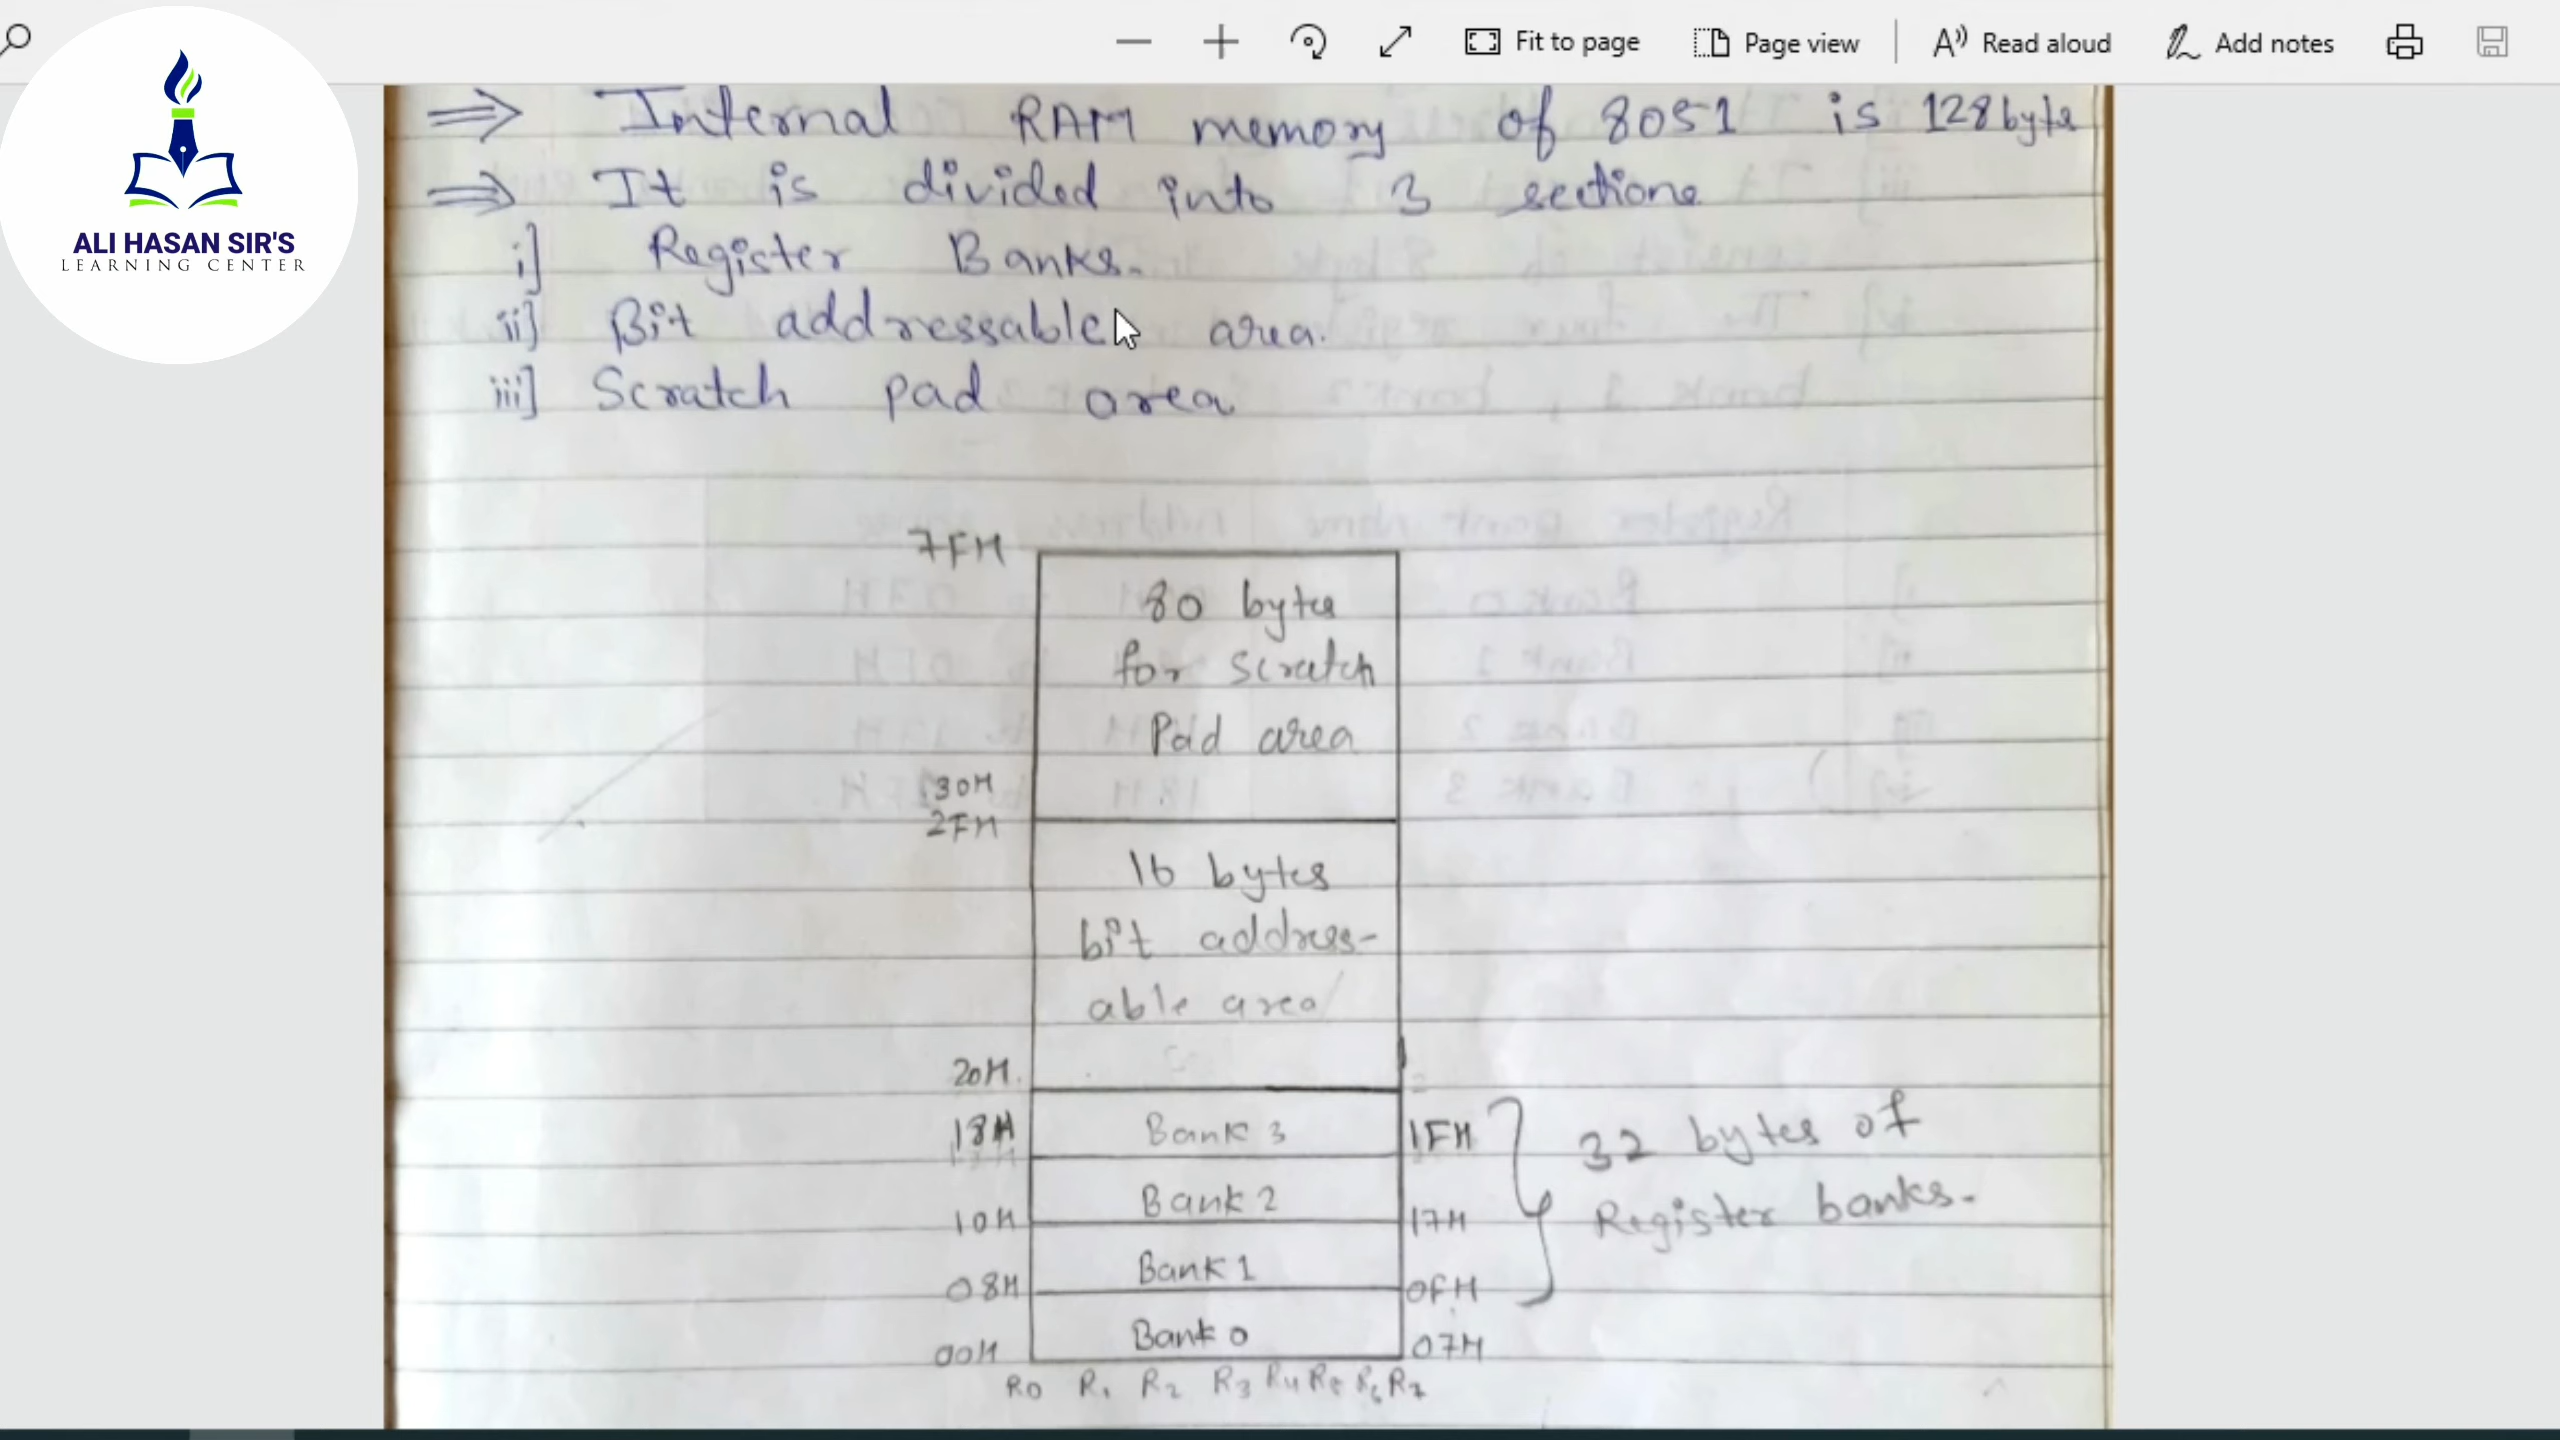 Fit to page
Page view
Read aloud
Add notes
ALI HASAN SIR'S
LEARNING CENTER
⇒ Internal RAM memory of 8051 is 128 byte
⇒ It is divided into 3 sections
i] Register Banks.
ii] Bit addressable area.
iii] Scratch pad area
7FH
80 bytes
for scratch
Pad area
30H
2FH
16 bytes
bit address-
able area
20H
18H Bank 3 1FH
32 bytes of
Register banks.
10H Bank 2 17H
08H Bank 1 0FH
00H Bank 0 07H
R0 R1 R2 R3 R4 R5 R6 R7